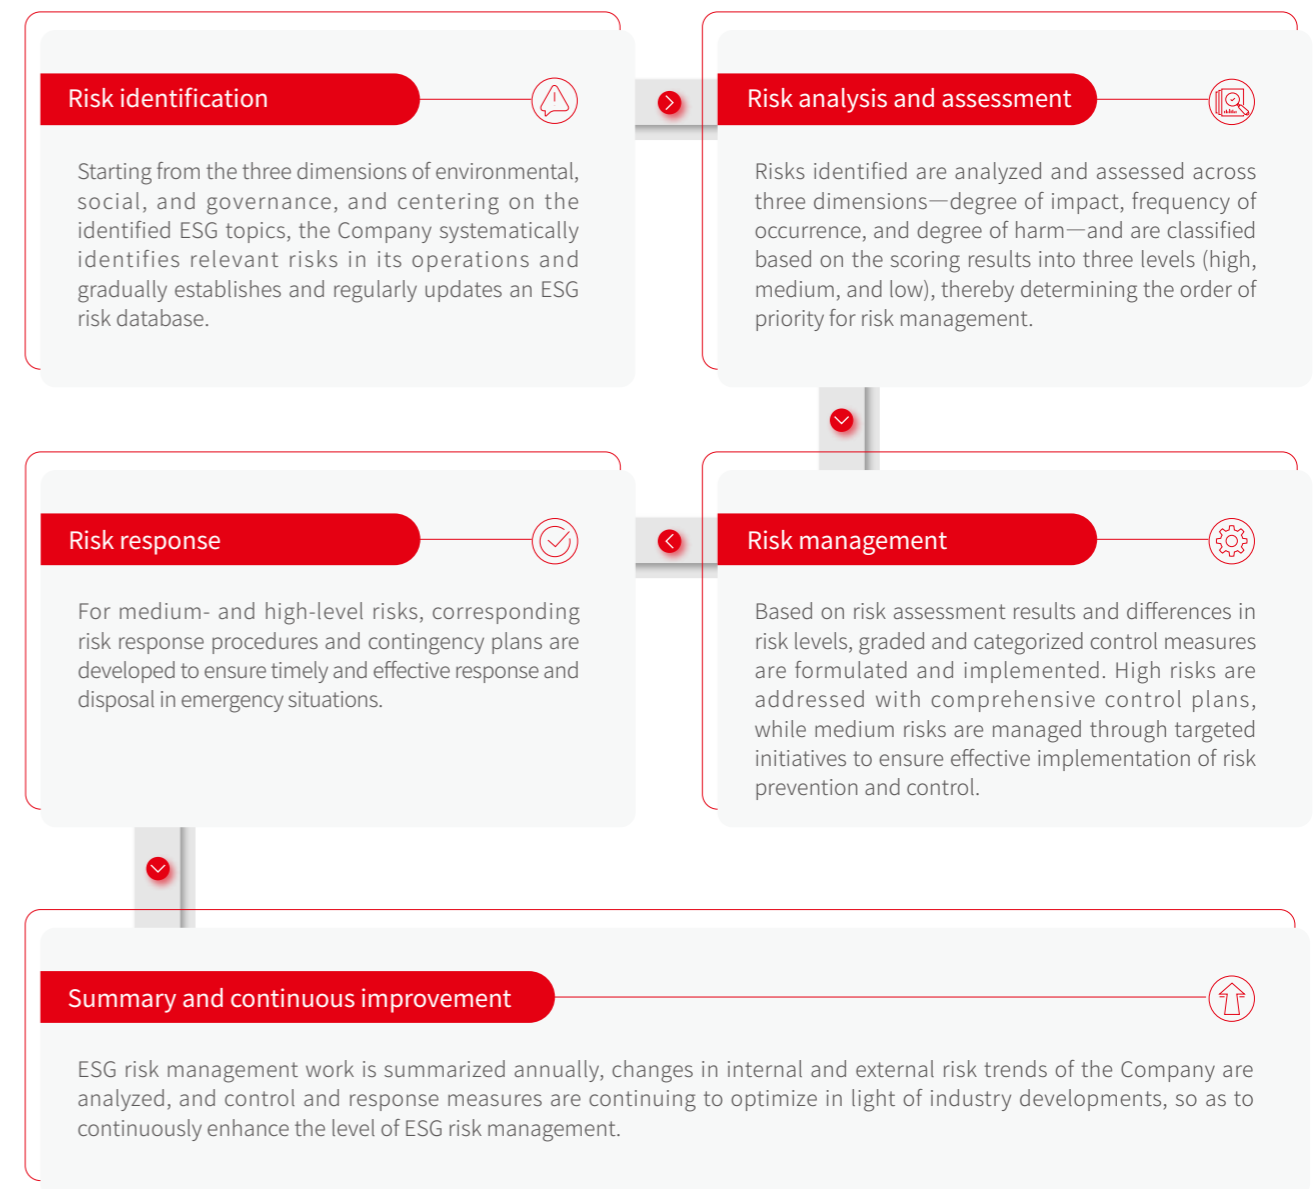 Risk identification
Starting from the three dimensions of environmental,
social, and governance, and centering on the
identified ESG topics, the Company systematically
identifies relevant risks in its operations and
gradually establishes and regularly updates an ESG
risk database.
Risk analysis and assessment
Risks identified are analyzed and assessed across
three dimensions—degree of impact, frequency of
occurrence, and degree of harm—and are classified
based on the scoring results into three levels (high,
medium, and low), thereby determining the order of
priority for risk management.
Risk management
Based on risk assessment results and differences in
risk levels, graded and categorized control measures
are formulated and implemented. High risks are
addressed with comprehensive control plans,
while medium risks are managed through targeted
initiatives to ensure effective implementation of risk
prevention and control.
Risk response
For medium- and high-level risks, corresponding
risk response procedures and contingency plans are
developed to ensure timely and effective response and
disposal in emergency situations.
Summary and continuous improvement
ESG risk management work is summarized annually, changes in internal and external risk trends of the Company are
analyzed, and control and response measures are continuing to optimize in light of industry developments, so as to
continuously enhance the level of ESG risk management.